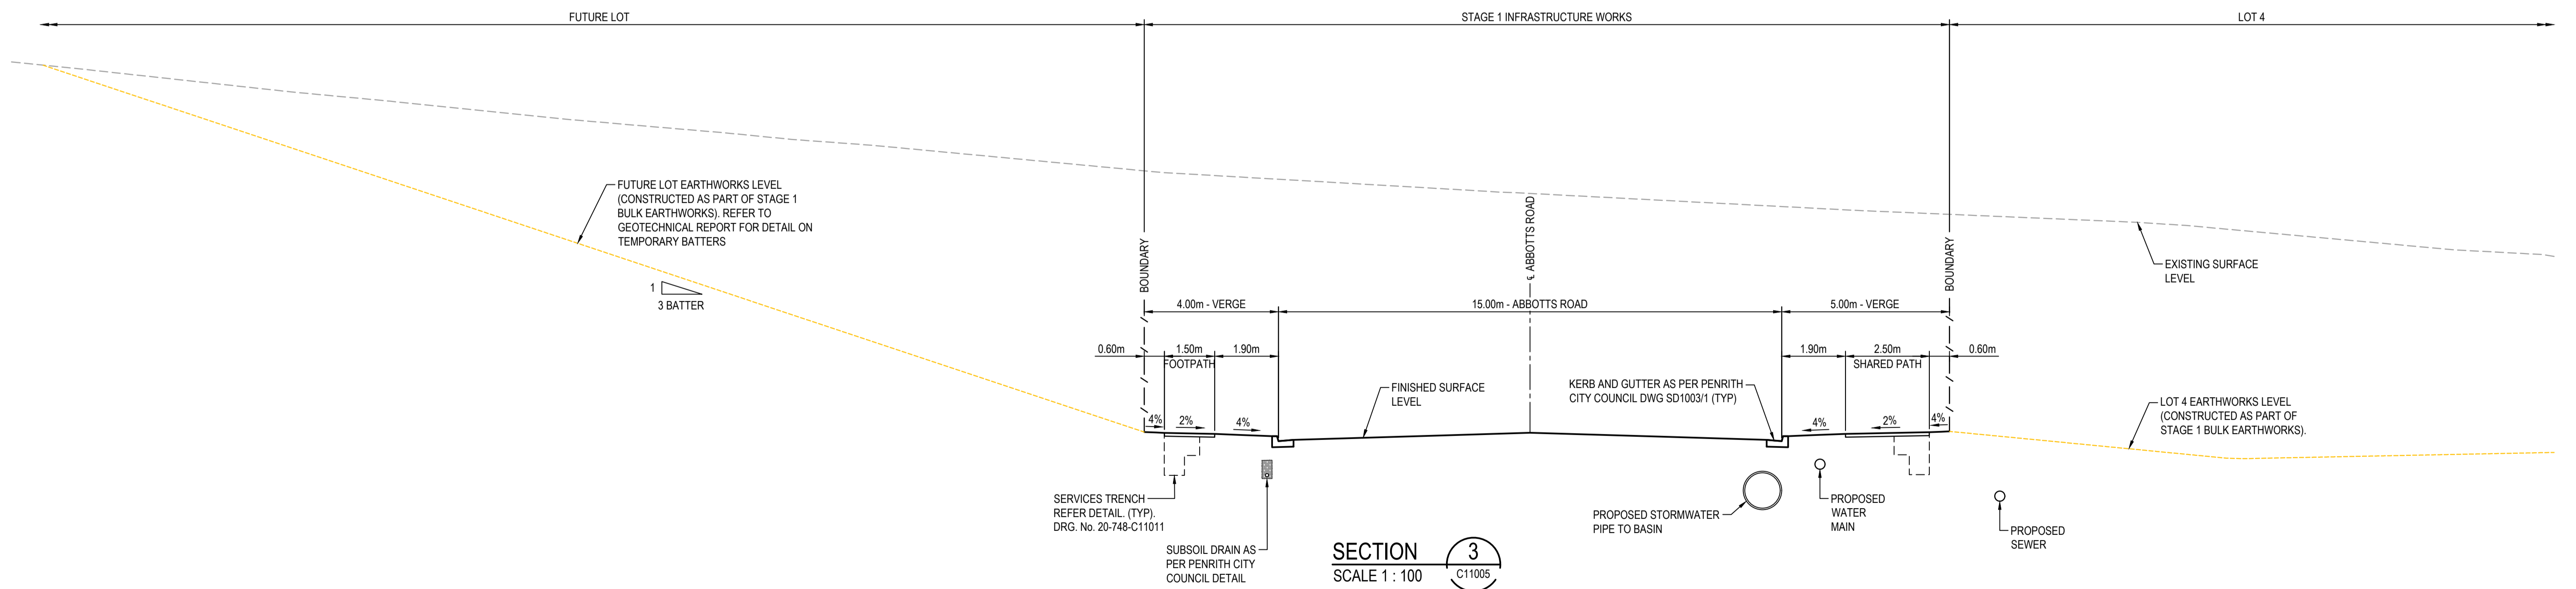 FUTURE LOT
STAGE 1 INFRASTRUCTURE WORKS
LOT 4
FUTURE LOT EARTHWORKS LEVEL
(CONSTRUCTED AS PART OF STAGE 1
BULK EARTHWORKS). REFER TO
GEOTECHNICAL REPORT FOR DETAIL ON
TEMPORARY BATTERS
1
3 BATTER
BOUNDARY
℄ ABBOTTS ROAD
BOUNDARY
EXISTING SURFACE
LEVEL
4.00m - VERGE
15.00m - ABBOTTS ROAD
5.00m - VERGE
0.60m
1.50m
FOOTPATH
1.90m
1.90m
2.50m
SHARED PATH
0.60m
FINISHED SURFACE
LEVEL
KERB AND GUTTER AS PER PENRITH
CITY COUNCIL DWG SD1003/1 (TYP)
LOT 4 EARTHWORKS LEVEL
(CONSTRUCTED AS PART OF
STAGE 1 BULK EARTHWORKS).
4%
2%
4%
4%
2%
4%
SERVICES TRENCH
REFER DETAIL. (TYP).
DRG. No. 20-748-C11011
SUBSOIL DRAIN AS
PER PENRITH CITY
COUNCIL DETAIL
PROPOSED STORMWATER
PIPE TO BASIN
PROPOSED
WATER
MAIN
PROPOSED
SEWER
SECTION
SCALE 1 : 100
3
C11005